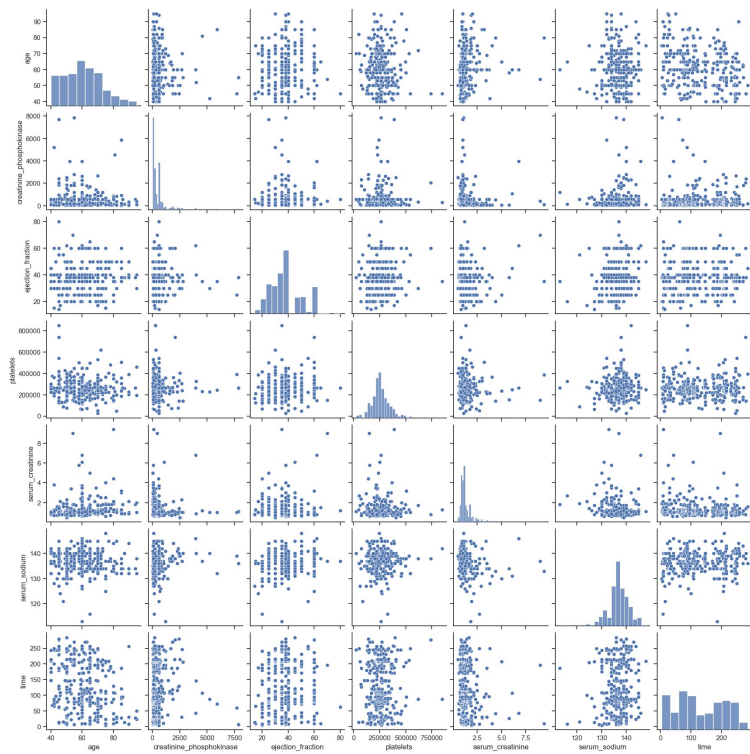 90
80
70
60
50
40
age
8000
6000
4000
2000
0
creatinine_phosphokinase
80
60
40
20
ejection_fraction
800000
600000
400000
200000
0
platelets
8
6
4
2
serum_creatinine
140
130
120
serum_sodium
250
200
150
100
50
0
time
40 60 80
0 2500 5000 7500
20 40 60 80
0 250000 500000 750000
2.5 5.0 7.5
120 130 140
0 100 200
age creatinine_phosphokinase ejection_fraction platelets serum_creatinine serum_sodium time